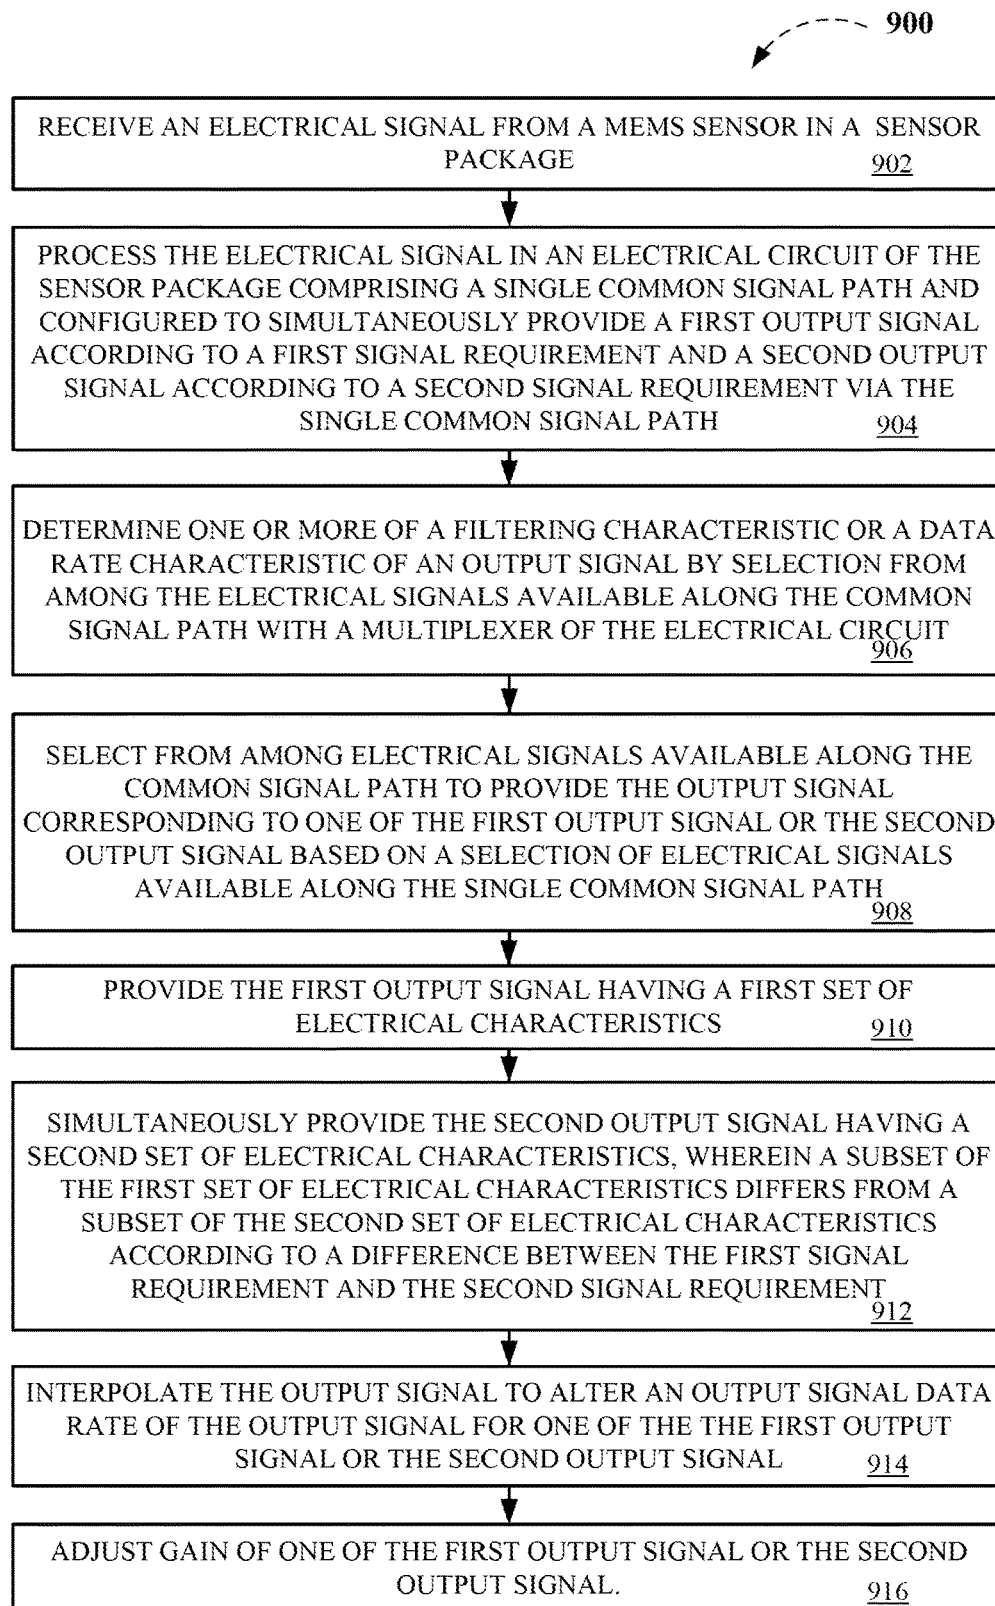 900
RECEIVE AN ELECTRICAL SIGNAL FROM A MEMS SENSOR IN A SENSOR
PACKAGE 902
PROCESS THE ELECTRICAL SIGNAL IN AN ELECTRICAL CIRCUIT OF THE
SENSOR PACKAGE COMPRISING A SINGLE COMMON SIGNAL PATH AND
CONFIGURED TO SIMULTANEOUSLY PROVIDE A FIRST OUTPUT SIGNAL
ACCORDING TO A FIRST SIGNAL REQUIREMENT AND A SECOND OUTPUT
SIGNAL ACCORDING TO A SECOND SIGNAL REQUIREMENT VIA THE
SINGLE COMMON SIGNAL PATH 904
DETERMINE ONE OR MORE OF A FILTERING CHARACTERISTIC OR A DATA
RATE CHARACTERISTIC OF AN OUTPUT SIGNAL BY SELECTION FROM
AMONG THE ELECTRICAL SIGNALS AVAILABLE ALONG THE COMMON
SIGNAL PATH WITH A MULTIPLEXER OF THE ELECTRICAL CIRCUIT
906
SELECT FROM AMONG ELECTRICAL SIGNALS AVAILABLE ALONG THE
COMMON SIGNAL PATH TO PROVIDE THE OUTPUT SIGNAL
CORRESPONDING TO ONE OF THE FIRST OUTPUT SIGNAL OR THE SECOND
OUTPUT SIGNAL BASED ON A SELECTION OF ELECTRICAL SIGNALS
AVAILABLE ALONG THE SINGLE COMMON SIGNAL PATH
908
PROVIDE THE FIRST OUTPUT SIGNAL HAVING A FIRST SET OF
ELECTRICAL CHARACTERISTICS 910
SIMULTANEOUSLY PROVIDE THE SECOND OUTPUT SIGNAL HAVING A
SECOND SET OF ELECTRICAL CHARACTERISTICS, WHEREIN A SUBSET OF
THE FIRST SET OF ELECTRICAL CHARACTERISTICS DIFFERS FROM A
SUBSET OF THE SECOND SET OF ELECTRICAL CHARACTERISTICS
ACCORDING TO A DIFFERENCE BETWEEN THE FIRST SIGNAL
REQUIREMENT AND THE SECOND SIGNAL REQUIREMENT
912
INTERPOLATE THE OUTPUT SIGNAL TO ALTER AN OUTPUT SIGNAL DATA
RATE OF THE OUTPUT SIGNAL FOR ONE OF THE THE FIRST OUTPUT
SIGNAL OR THE SECOND OUTPUT SIGNAL 914
ADJUST GAIN OF ONE OF THE FIRST OUTPUT SIGNAL OR THE SECOND
OUTPUT SIGNAL. 916